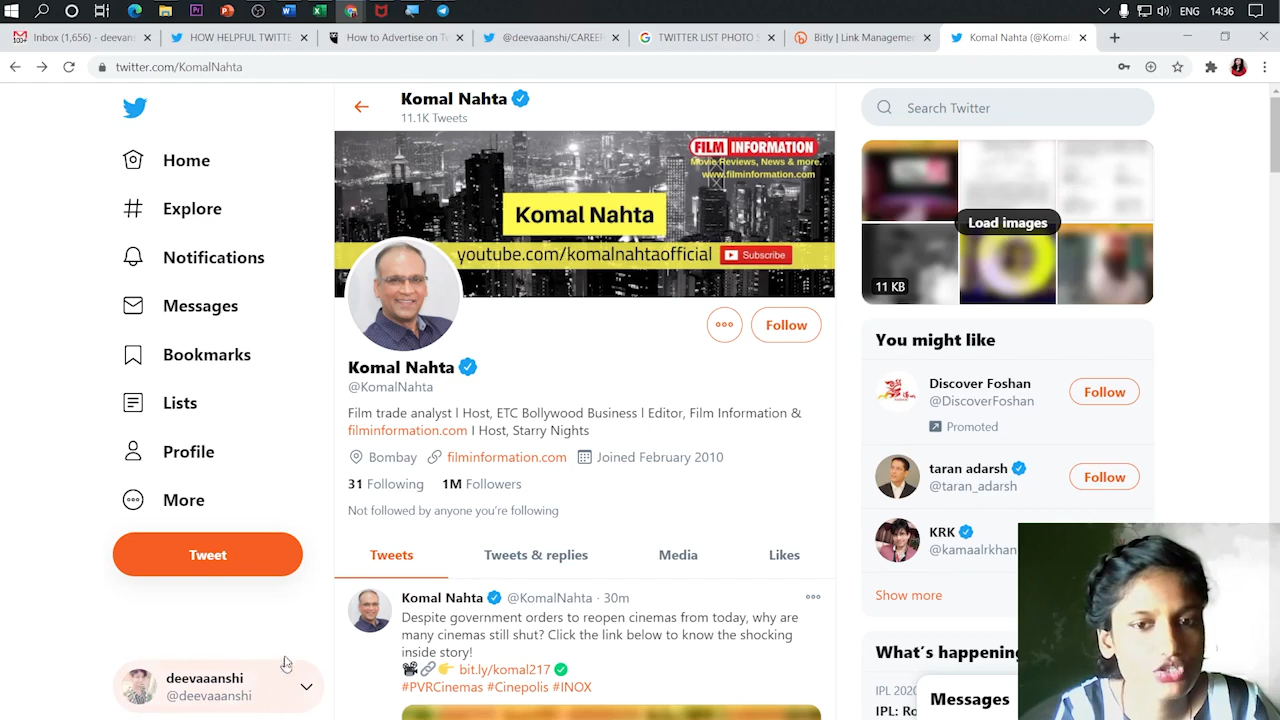 ENG
14:36
Inbox (1,656) - deevan
HOW HELPFUL TWITTE
How to Advertise on Tw
@deevaaanshi/CAREER
TWITTER LIST PHOTO S
Bitly | Link Manageme
Komal Nahta (@Komal
twitter.com/KomalNahta
Komal Nahta
11.1K Tweets
Search Twitter
Home
Explore
Notifications
Messages
Bookmarks
Lists
Profile
More
Tweet
deevaaanshi
@deevaaanshi
FILM INFORMATION
Movie Reviews, News & more.
www.filminformation.com
Komal Nahta
youtube.com/komalnahtaofficial
Subscribe
Follow
Komal Nahta
@KomalNahta
Film trade analyst l Host, ETC Bollywood Business l Editor, Film Information &
filminformation.com l Host, Starry Nights
Bombay filminformation.com Joined February 2010
31 Following 1M Followers
Not followed by anyone you're following
Tweets Tweets & replies Media Likes
Komal Nahta @KomalNahta · 30m
Despite government orders to reopen cinemas from today, why are
many cinemas still shut? Click the link below to know the shocking
inside story!
bit.ly/komal217
#PVRCinemas #Cinepolis #INOX
Load images
11 KB
You might like
Discover Foshan
@DiscoverFoshan
Promoted
Follow
taran adarsh
@taran_adarsh
Follow
KRK
@kamaalrkhan
Show more
What's happening
IPL 2020
IPL: Ro
Messages